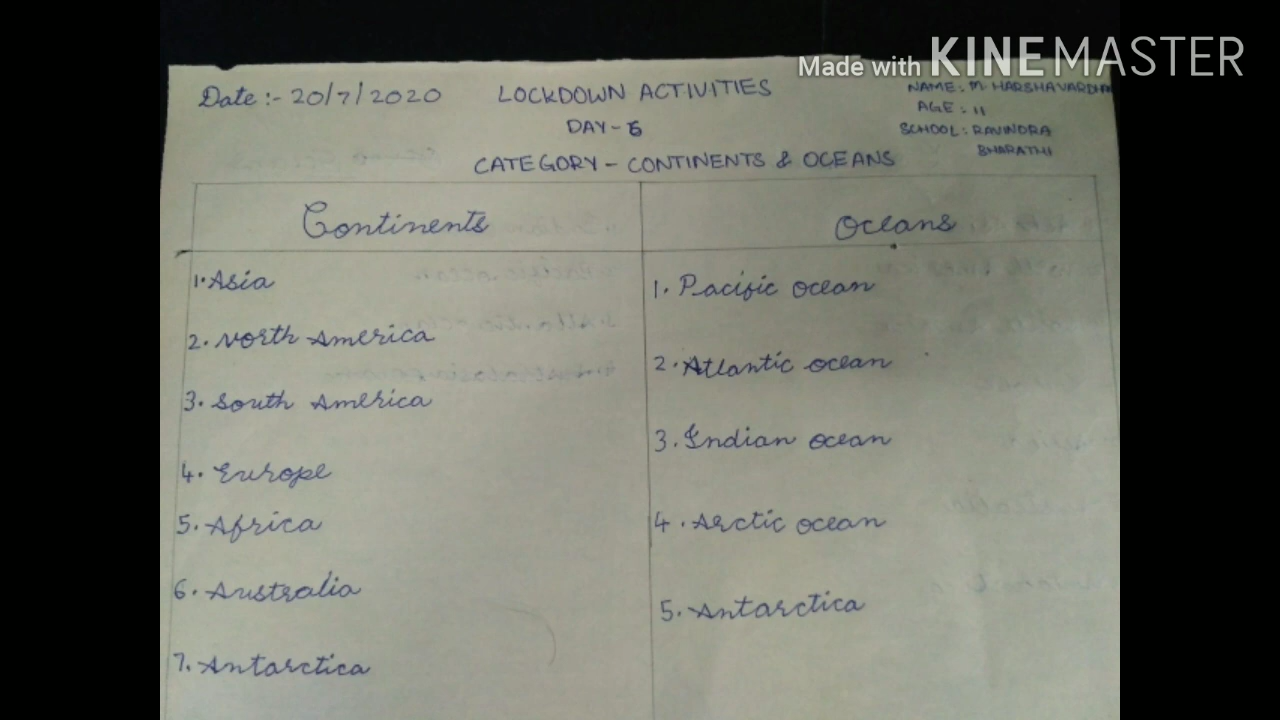 Made with KINEMASTER
Date :- 20/7/2020
LOCKDOWN ACTIVITIES
NAME : M. HARSHAVARDHAN
AGE : 11
DAY - 5
SCHOOL : RAVINDRA
BHARATHI
CATEGORY - CONTINENTS & OCEANS
Continents
Oceans
1. Asia
2. North America
3. South America
4. Europe
5. Africa
6. Australia
7. Antarctica
1. Pacific ocean
2. Atlantic ocean
3. Indian ocean
4. Arctic ocean
5. Antarctica